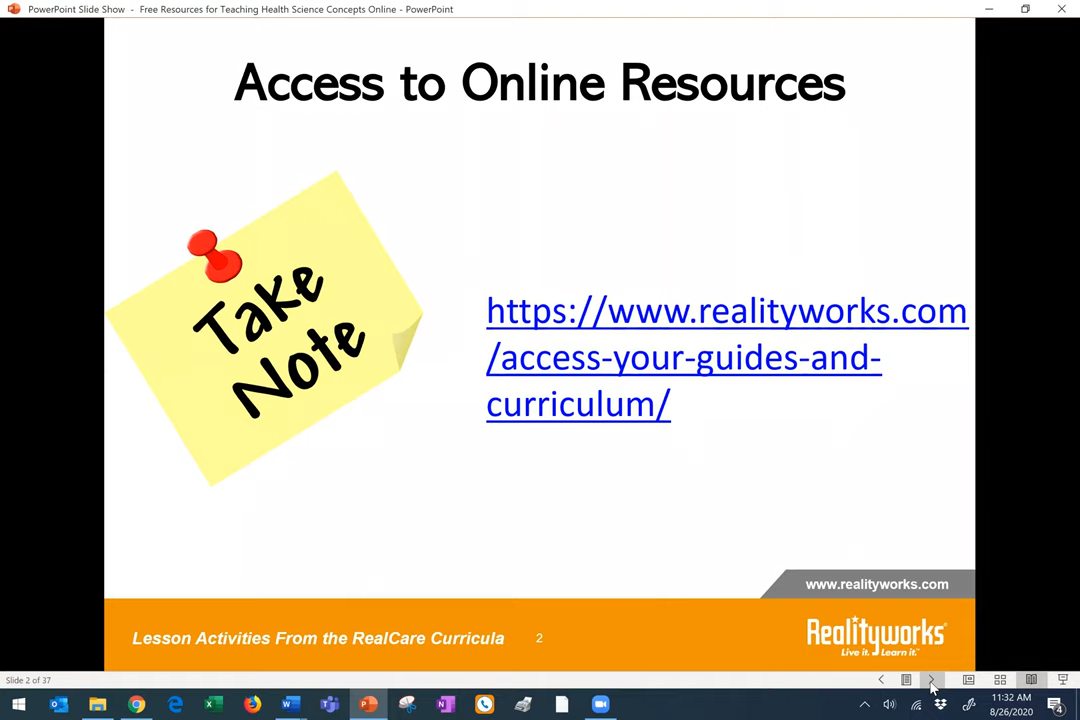 PowerPoint Slide Show - Free Resources for Teaching Health Science Concepts Online - PowerPoint
Access to Online Resources
Take
Note
https://www.realityworks.com
/access-your-guides-and-
curriculum/
www.realityworks.com
Lesson Activities From the RealCare Curricula 2
Realityworks
Live it. Learn it.™
Slide 2 of 37
11:32 AM
8/26/2020
4